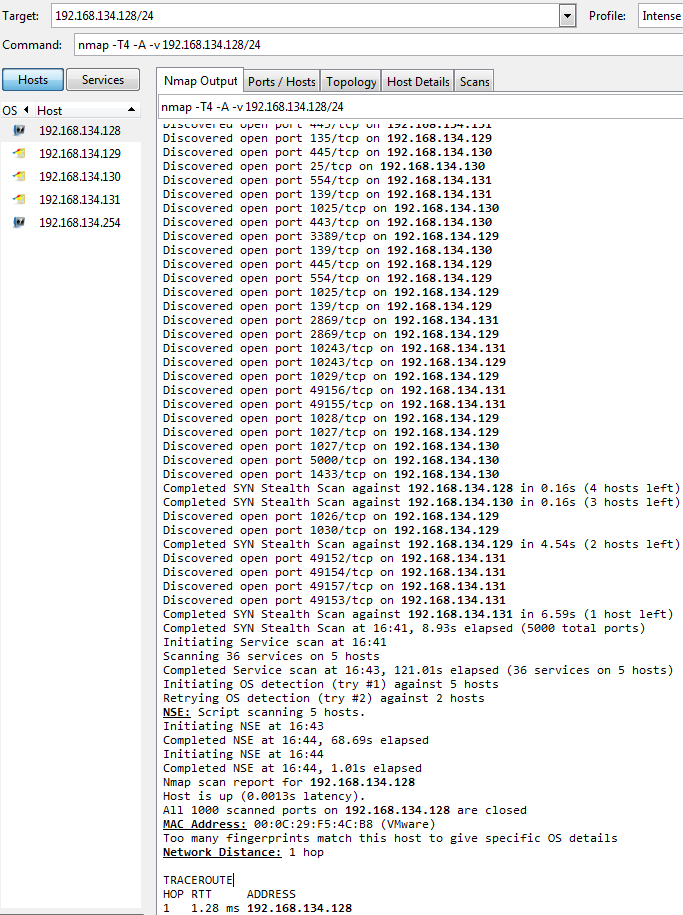 Target: 192.168.134.128/24 Profile: Intense
Command: nmap -T4 -A -v 192.168.134.128/24
Hosts Services
Nmap Output Ports / Hosts Topology Host Details Scans
OS Host
nmap -T4 -A -v 192.168.134.128/24
192.168.134.128
192.168.134.129
192.168.134.130
192.168.134.131
192.168.134.254
Discovered open port 445/tcp on 192.168.134.131
Discovered open port 135/tcp on 192.168.134.129
Discovered open port 445/tcp on 192.168.134.130
Discovered open port 25/tcp on 192.168.134.130
Discovered open port 554/tcp on 192.168.134.131
Discovered open port 139/tcp on 192.168.134.131
Discovered open port 1025/tcp on 192.168.134.130
Discovered open port 443/tcp on 192.168.134.130
Discovered open port 3389/tcp on 192.168.134.129
Discovered open port 139/tcp on 192.168.134.130
Discovered open port 445/tcp on 192.168.134.129
Discovered open port 554/tcp on 192.168.134.129
Discovered open port 1025/tcp on 192.168.134.129
Discovered open port 139/tcp on 192.168.134.129
Discovered open port 2869/tcp on 192.168.134.131
Discovered open port 2869/tcp on 192.168.134.129
Discovered open port 10243/tcp on 192.168.134.131
Discovered open port 10243/tcp on 192.168.134.129
Discovered open port 1029/tcp on 192.168.134.129
Discovered open port 49156/tcp on 192.168.134.131
Discovered open port 49155/tcp on 192.168.134.131
Discovered open port 1028/tcp on 192.168.134.129
Discovered open port 1027/tcp on 192.168.134.129
Discovered open port 1027/tcp on 192.168.134.130
Discovered open port 5000/tcp on 192.168.134.130
Discovered open port 1433/tcp on 192.168.134.130
Completed SYN Stealth Scan against 192.168.134.128 in 0.16s (4 hosts left)
Completed SYN Stealth Scan against 192.168.134.130 in 0.16s (3 hosts left)
Discovered open port 1026/tcp on 192.168.134.129
Discovered open port 1030/tcp on 192.168.134.129
Completed SYN Stealth Scan against 192.168.134.129 in 4.54s (2 hosts left)
Discovered open port 49152/tcp on 192.168.134.131
Discovered open port 49154/tcp on 192.168.134.131
Discovered open port 49157/tcp on 192.168.134.131
Discovered open port 49153/tcp on 192.168.134.131
Completed SYN Stealth Scan against 192.168.134.131 in 6.59s (1 host left)
Completed SYN Stealth Scan at 16:41, 8.93s elapsed (5000 total ports)
Initiating Service scan at 16:41
Scanning 36 services on 5 hosts
Completed Service scan at 16:43, 121.01s elapsed (36 services on 5 hosts)
Initiating OS detection (try #1) against 5 hosts
Retrying OS detection (try #2) against 2 hosts
NSE: Script scanning 5 hosts.
Initiating NSE at 16:43
Completed NSE at 16:44, 68.69s elapsed
Initiating NSE at 16:44
Completed NSE at 16:44, 1.01s elapsed
Nmap scan report for 192.168.134.128
Host is up (0.0013s latency).
All 1000 scanned ports on 192.168.134.128 are closed
MAC Address: 00:0C:29:F5:4C:B8 (VMware)
Too many fingerprints match this host to give specific OS details
Network Distance: 1 hop
TRACEROUTE
HOP RTT ADDRESS
1 1.28 ms 192.168.134.128